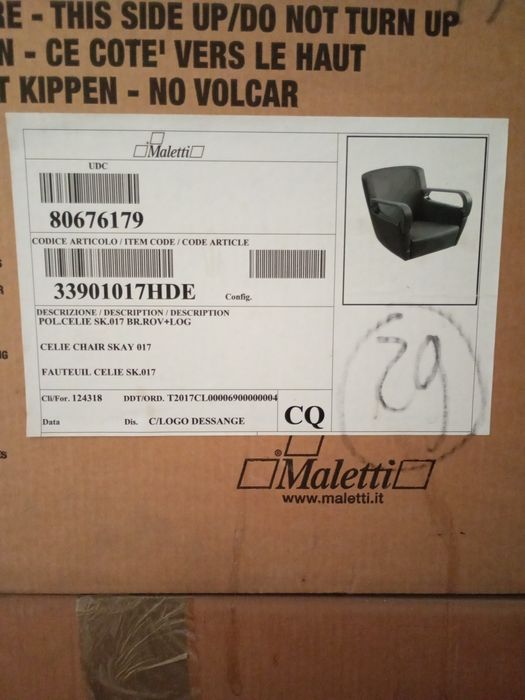 RE - THIS SIDE UP/DO NOT TURN UP
N - CE COTE' VERS LE HAUT
T KIPPEN - NO VOLCAR
Maletti
UDC
80676179
CODICE ARTICOLO / ITEM CODE / CODE ARTICLE
33901017HDE Config.
DESCRIZIONE / DESCRIPTION / DESCRIPTION
POL.CELIE SK.017 BR.ROV+LOG
CELIE CHAIR SKAY 017
FAUTEUIL CELIE SK.017
Cli/For. 124318 DDT/ORD. T2017CL00006900000004
Data Dis. C/LOGO DESSANGE CQ
29
Maletti
www.maletti.it